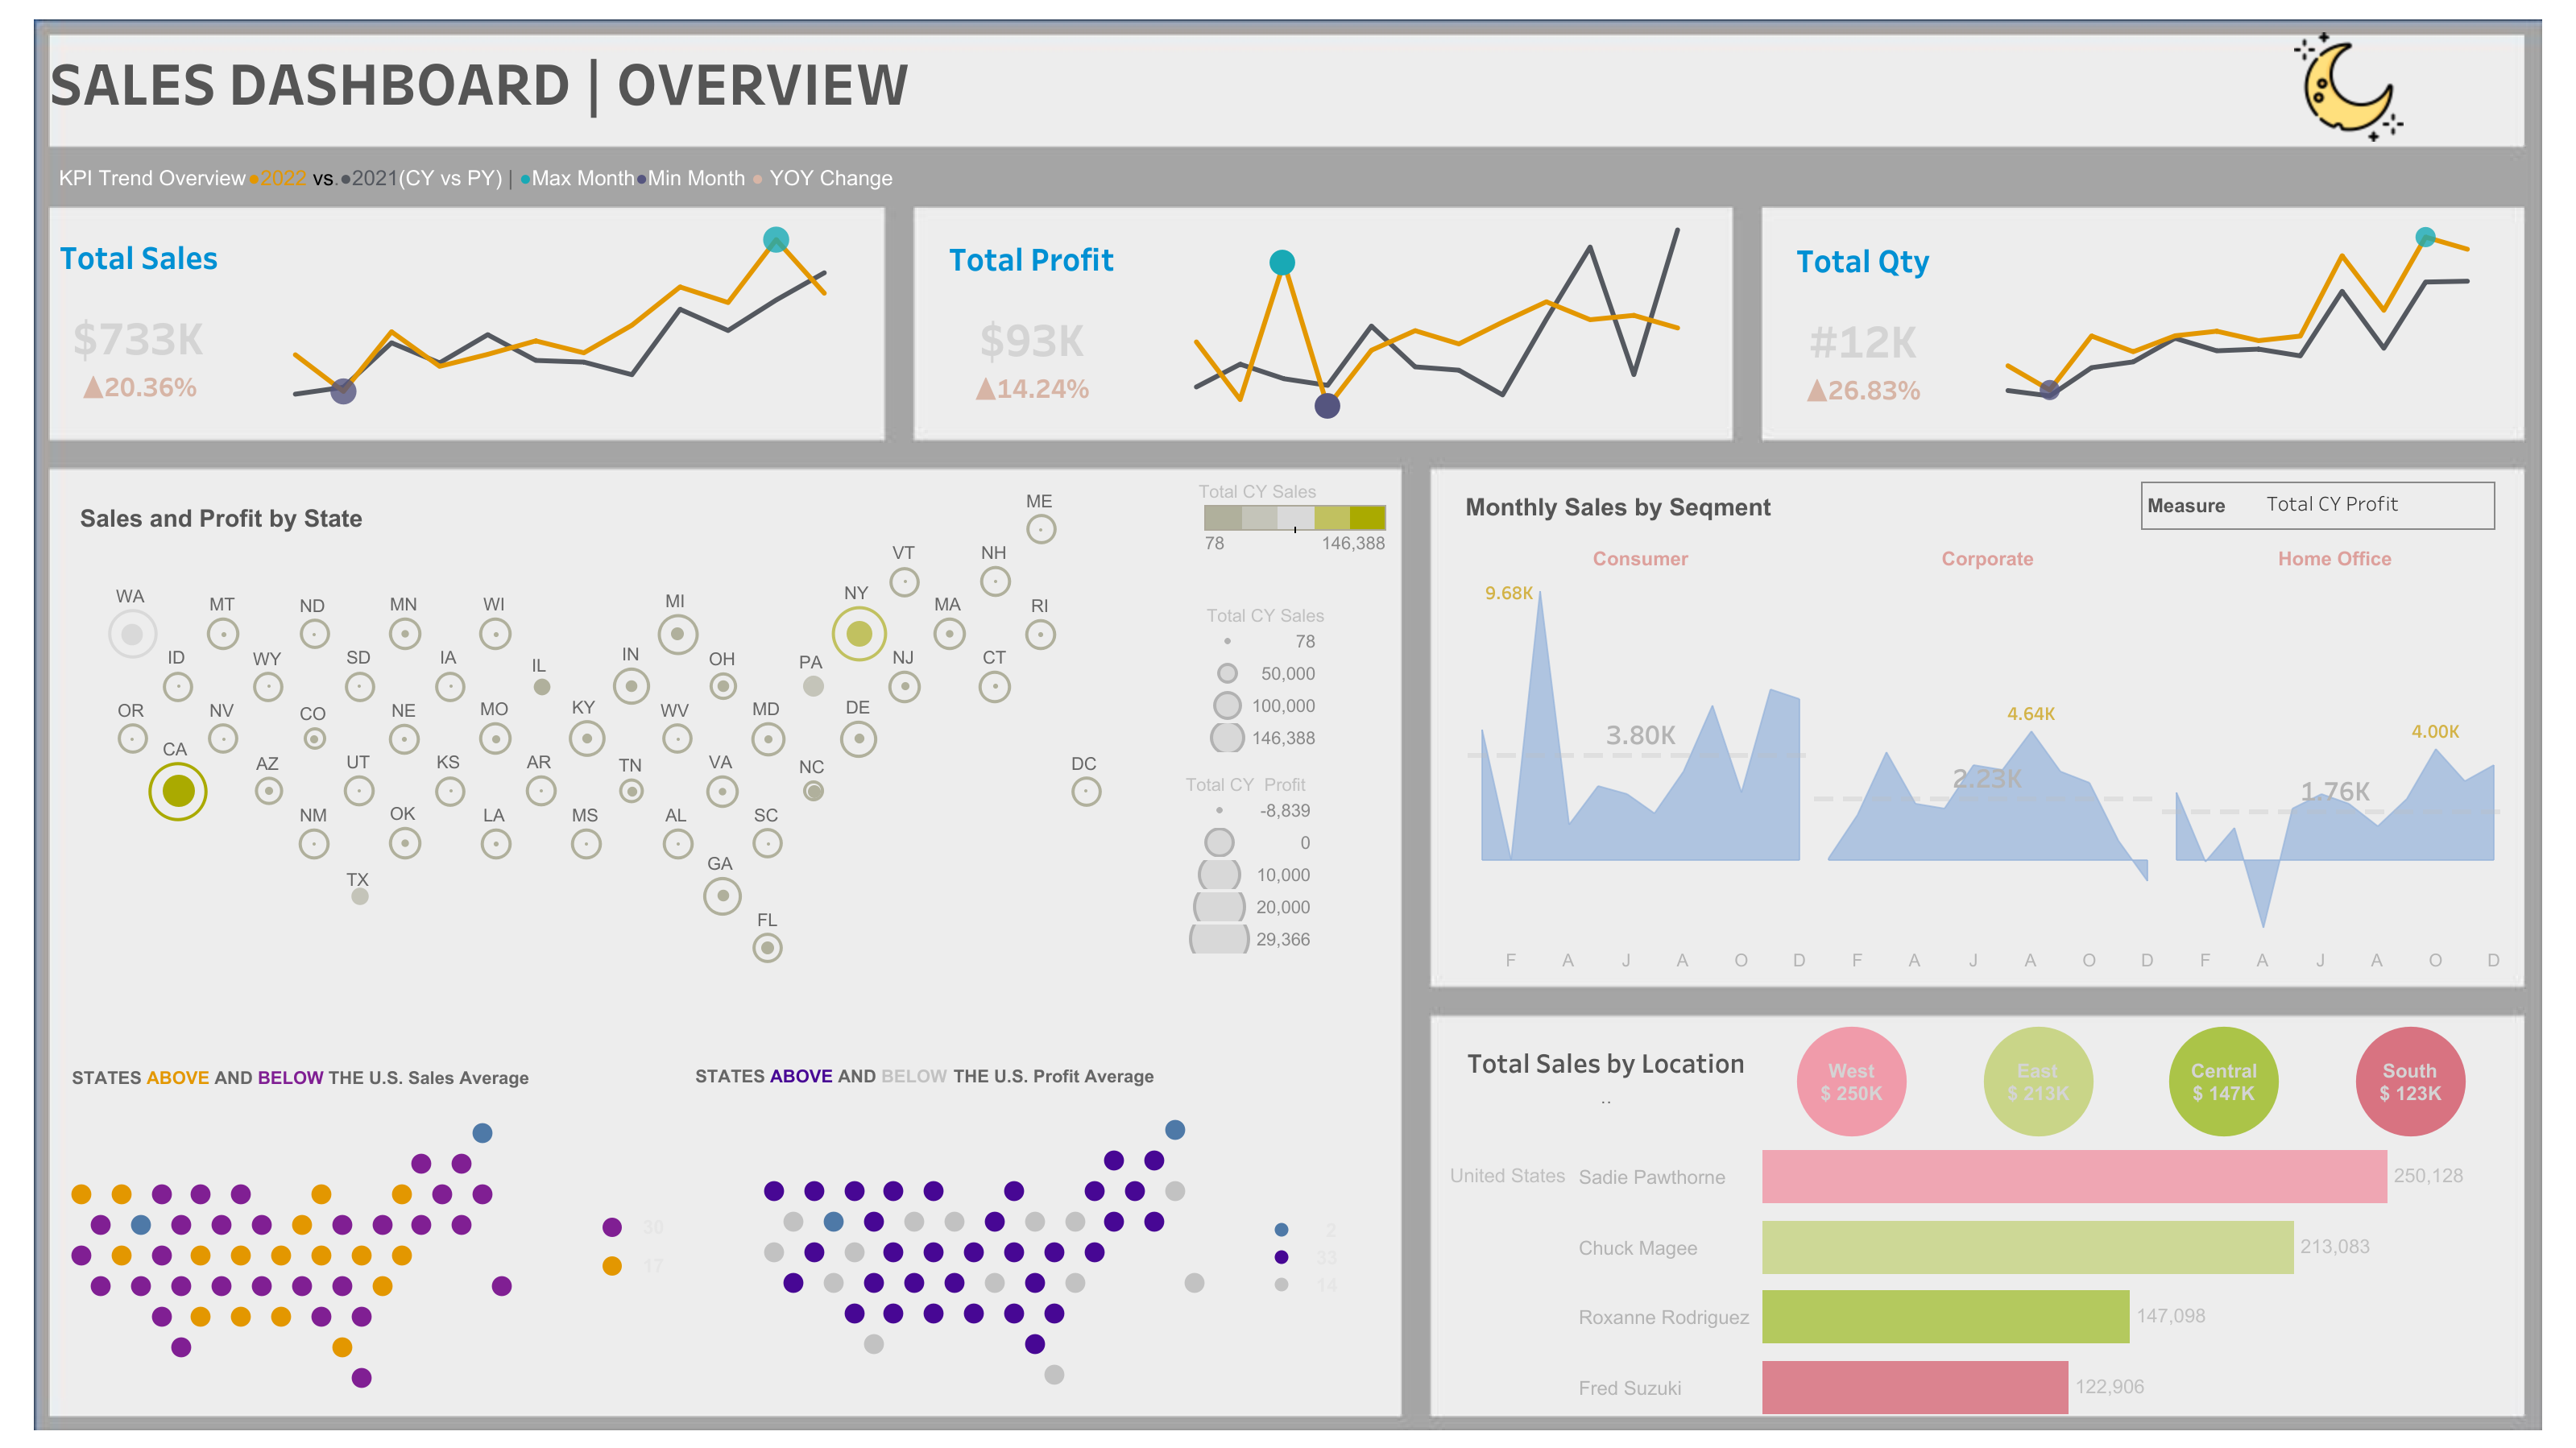 SALES DASHBOARD | OVERVIEW
KPI Trend Overview ●2022 vs. ●2021(CY vs PY) | ●Max Month ●Min Month ● YOY Change
Total Sales
$733K
▲20.36%
Total Profit
$93K
▲14.24%
Total Qty
#12K
▲26.83%
Sales and Profit by State
ME
VT NH
WA MT ND MN WI MI NY MA RI
ID WY SD IA IL IN OH PA NJ CT
OR NV CO NE MO KY WV MD DE
CA AZ UT KS AR TN VA NC DC
NM OK LA MS AL SC
TX GA
FL
Total CY Sales
78 146,388
Total CY Sales
78
50,000
100,000
146,388
Total CY Profit
-8,839
0
10,000
20,000
29,366
STATES ABOVE AND BELOW THE U.S. Sales Average
30
17
STATES ABOVE AND BELOW THE U.S. Profit Average
2
33
14
Monthly Sales by Seqment
Measure Total CY Profit
Consumer Corporate Home Office
9.68K
3.80K
4.64K
2.23K
4.00K
1.76K
F A J A O D F A J A O D F A J A O D
Total Sales by Location
..
West
$ 250K
East
$ 213K
Central
$ 147K
South
$ 123K
United States Sadie Pawthorne 250,128
Chuck Magee 213,083
Roxanne Rodriguez 147,098
Fred Suzuki 122,906